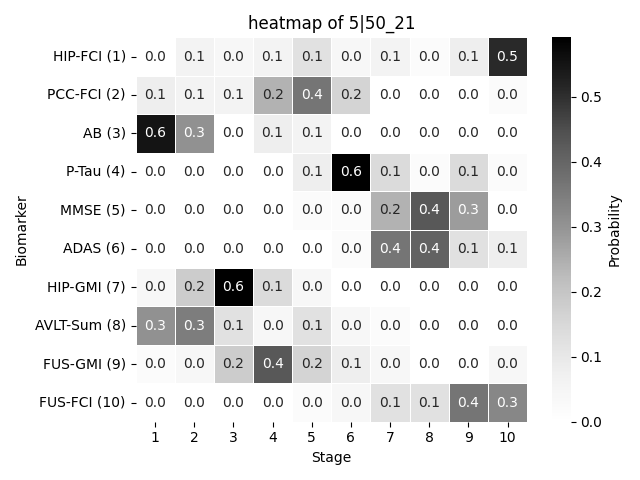 heatmap of 5|50_21
HIP-FCI (1) 0.0 0.1 0.0 0.1 0.1 0.0 0.1 0.0 0.1 0.5
PCC-FCI (2) 0.1 0.1 0.1 0.2 0.4 0.2 0.0 0.0 0.0 0.0
AB (3) 0.6 0.3 0.0 0.1 0.1 0.0 0.0 0.0 0.0 0.0
P-Tau (4) 0.0 0.0 0.0 0.0 0.1 0.6 0.1 0.0 0.1 0.0
MMSE (5) 0.0 0.0 0.0 0.0 0.0 0.0 0.2 0.4 0.3 0.0
ADAS (6) 0.0 0.0 0.0 0.0 0.0 0.0 0.4 0.4 0.1 0.1
HIP-GMI (7) 0.0 0.2 0.6 0.1 0.0 0.0 0.0 0.0 0.0 0.0
AVLT-Sum (8) 0.3 0.3 0.1 0.0 0.1 0.0 0.0 0.0 0.0 0.0
FUS-GMI (9) 0.0 0.0 0.2 0.4 0.2 0.1 0.0 0.0 0.0 0.0
FUS-FCI (10) 0.0 0.0 0.0 0.0 0.0 0.0 0.1 0.1 0.4 0.3
1 2 3 4 5 6 7 8 9 10
Stage
Biomarker
0.5
0.4
0.3
0.2
0.1
0.0
Probability